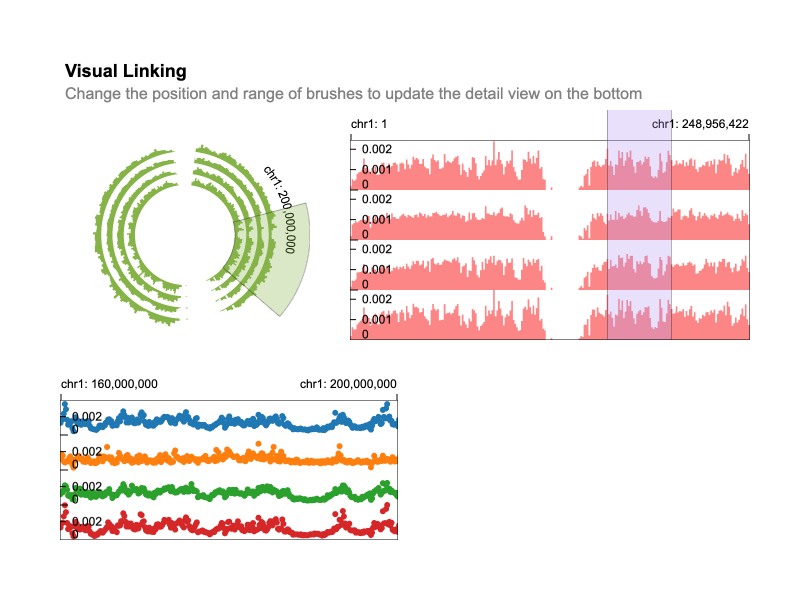 Visual Linking
Change the position and range of brushes to update the detail view on the bottom
chr1: 200,000,000
chr1: 1
chr1: 248,956,422
0.002
0.001
0
0.002
0.001
0
0.002
0.001
0
0.002
0.001
0
chr1: 160,000,000
chr1: 200,000,000
0.002
0
0.002
0
0.002
0
0.002
0